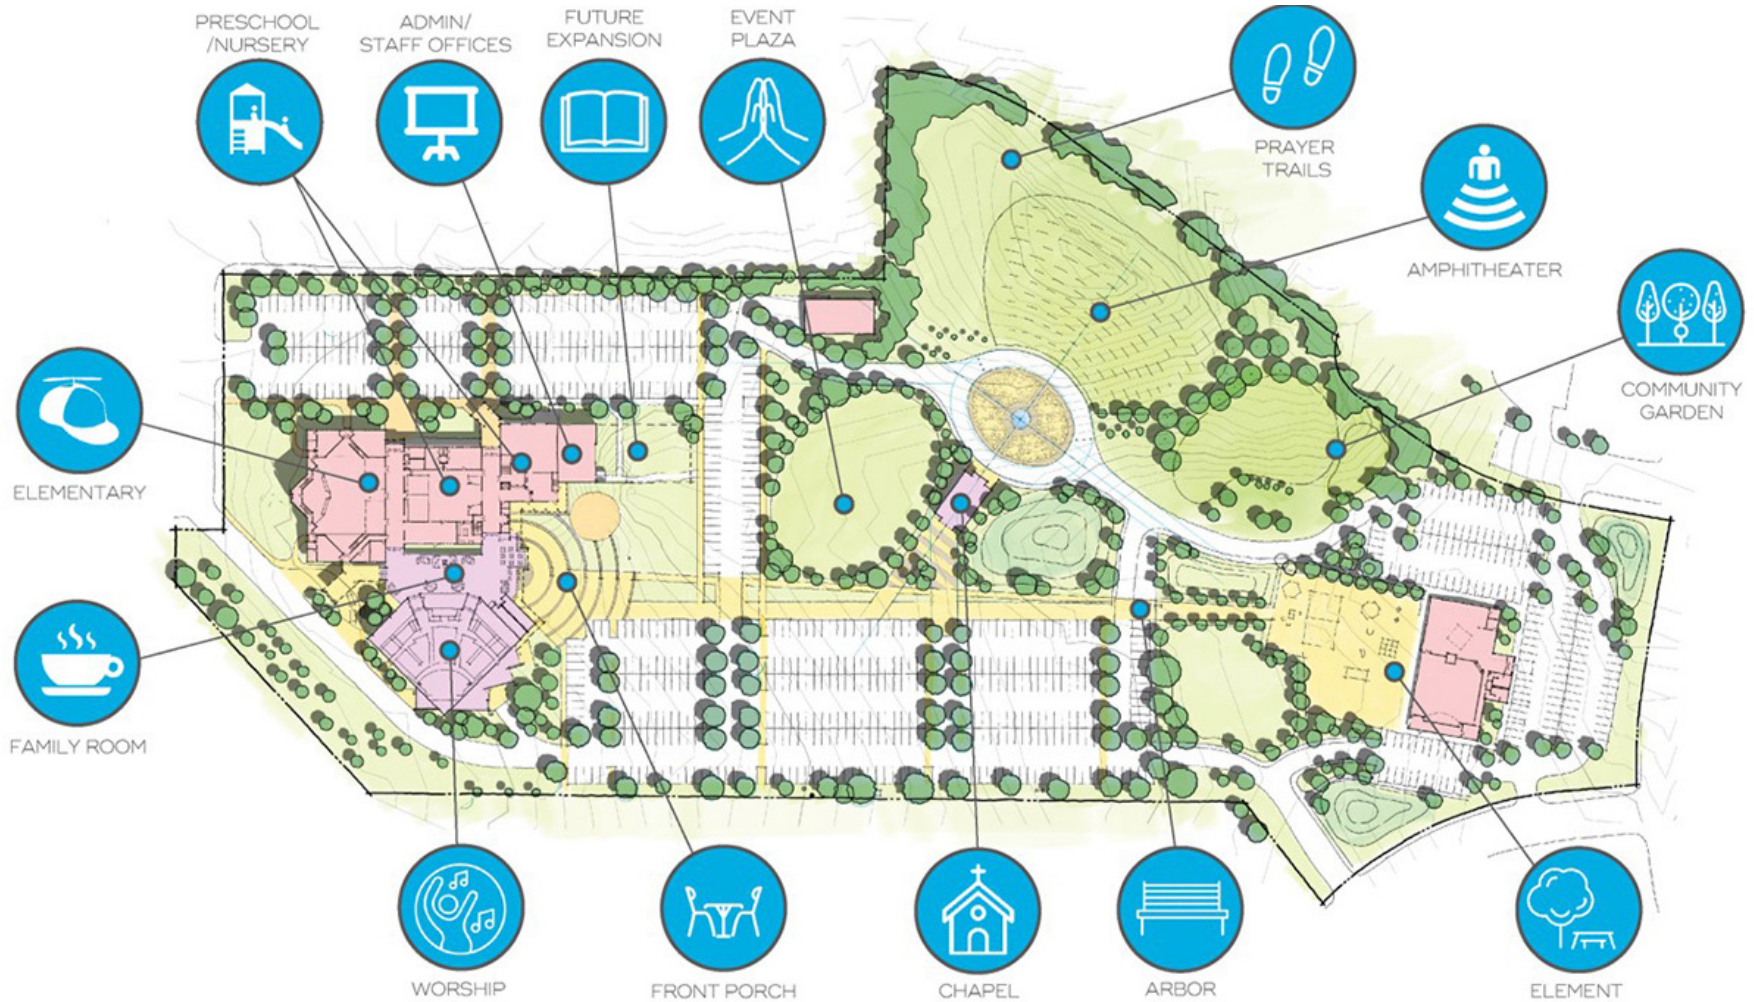 PRESCHOOL
/NURSERY
ADMIN/
STAFF OFFICES
FUTURE
EXPANSION
EVENT
PLAZA
PRAYER
TRAILS
AMPHITHEATER
COMMUNITY
GARDEN
ELEMENTARY
FAMILY ROOM
WORSHIP
FRONT PORCH
CHAPEL
ARBOR
ELEMENT